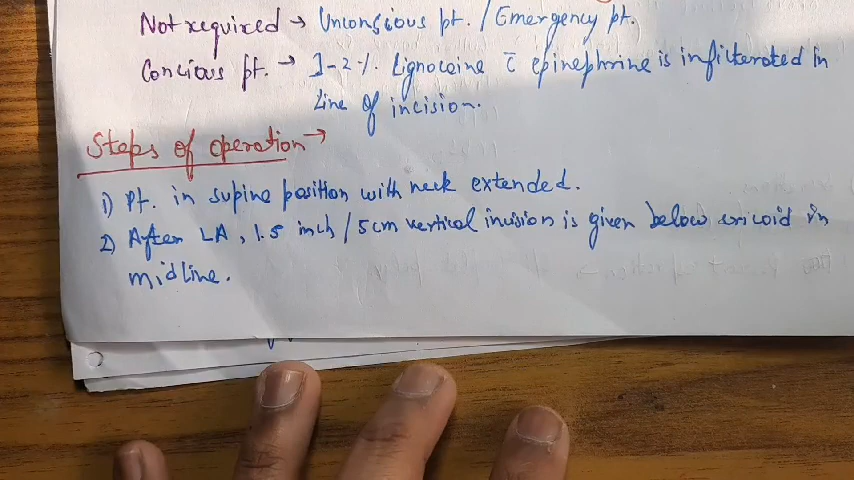 Not required → Unconsious pt. / Emergency pt.
Concious pt. → 1-2 %. Lignocaine c̄ epinephrine is infilterated in
Line of incision.
Steps of operation →
1) Pt. in supine position with neck extended.
2) After LA, 1.5 inch / 5cm vertical incision is given below cricoid in
midline.